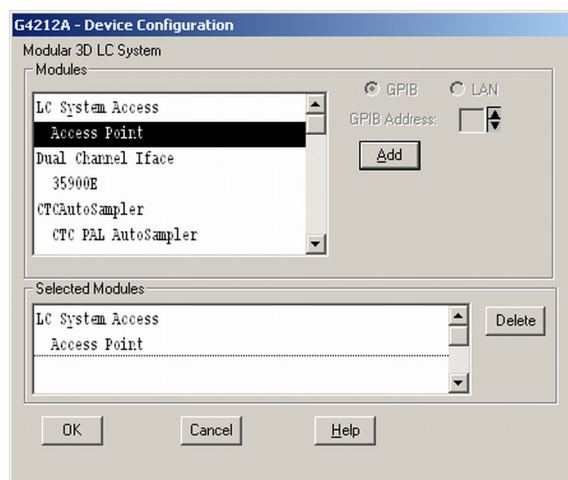 G4212A - Device Configuration
Modular 3D LC System
Modules
GPIB LAN
LC System Access
GPIB Address:
Access Point
Add
Dual Channel Iface
35900E
CTCAutoSampler
CTC PAL AutoSampler
Selected Modules
LC System Access
Delete
Access Point
OK Cancel Help